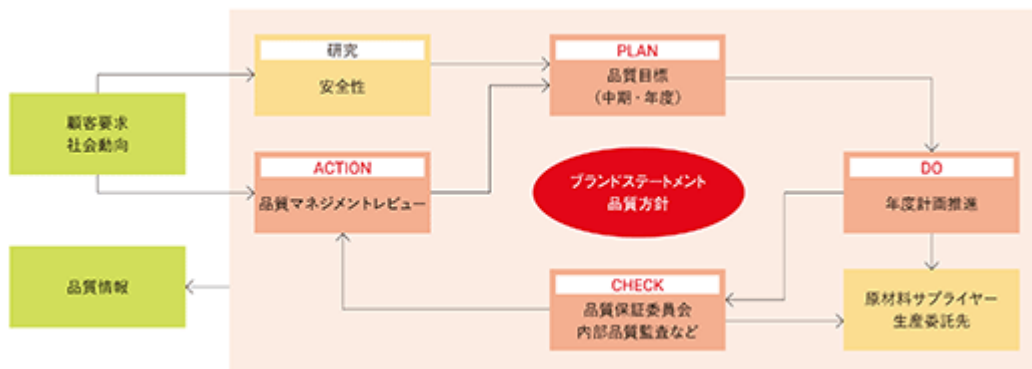 顧客要求
社会動向
品質情報
研究
安全性
ACTION
品質マネジメントレビュー
PLAN
品質目標
（中期・年度）
ブランドステートメント
品質方針
CHECK
品質保証委員会
内部品質監査など
DO
年度計画推進
原材料サプライヤー
生産委託先